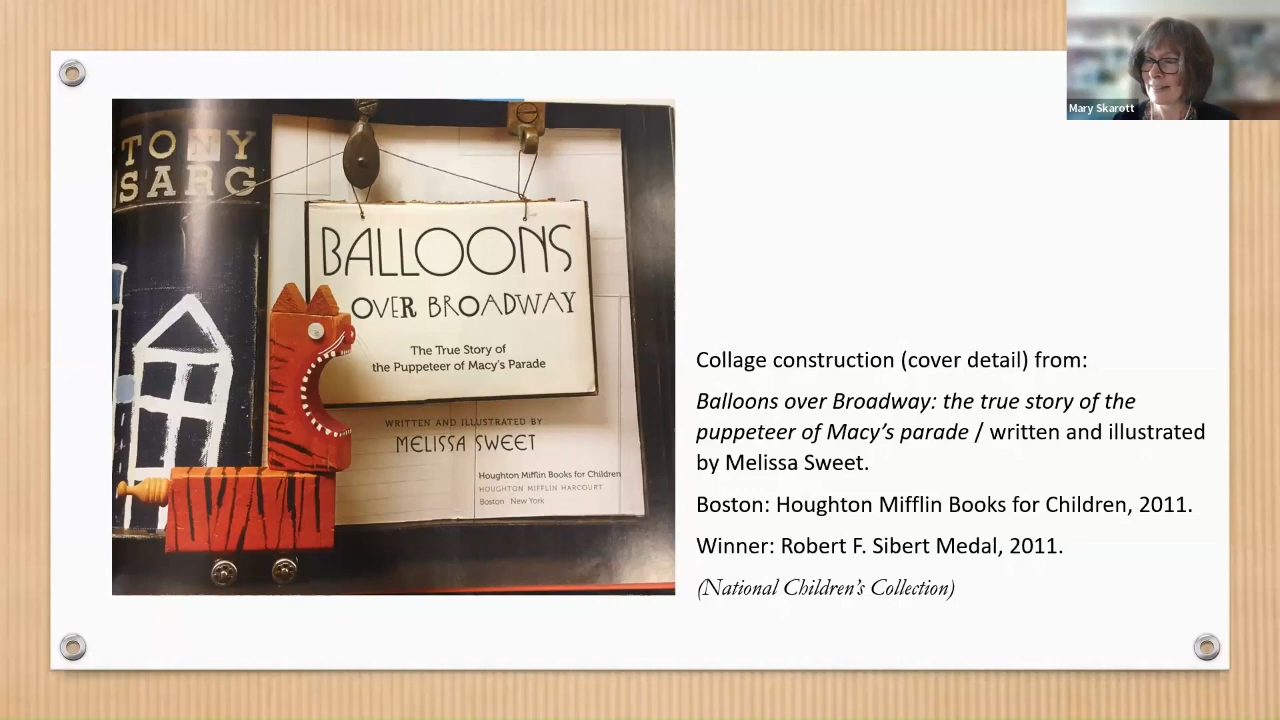 Mary Skarott
TONY
SARG
BALLOONS
OVER BROADWAY
The True Story of
the Puppeteer of Macy's Parade
WRITTEN AND ILLUSTRATED BY
MELISSA SWEET
Houghton Mifflin Books for Children
HOUGHTON MIFFLIN HARCOURT
Boston New York
Collage construction (cover detail) from:
Balloons over Broadway: the true story of the
puppeteer of Macy's parade / written and illustrated
by Melissa Sweet.
Boston: Houghton Mifflin Books for Children, 2011.
Winner: Robert F. Sibert Medal, 2011.
(National Children's Collection)